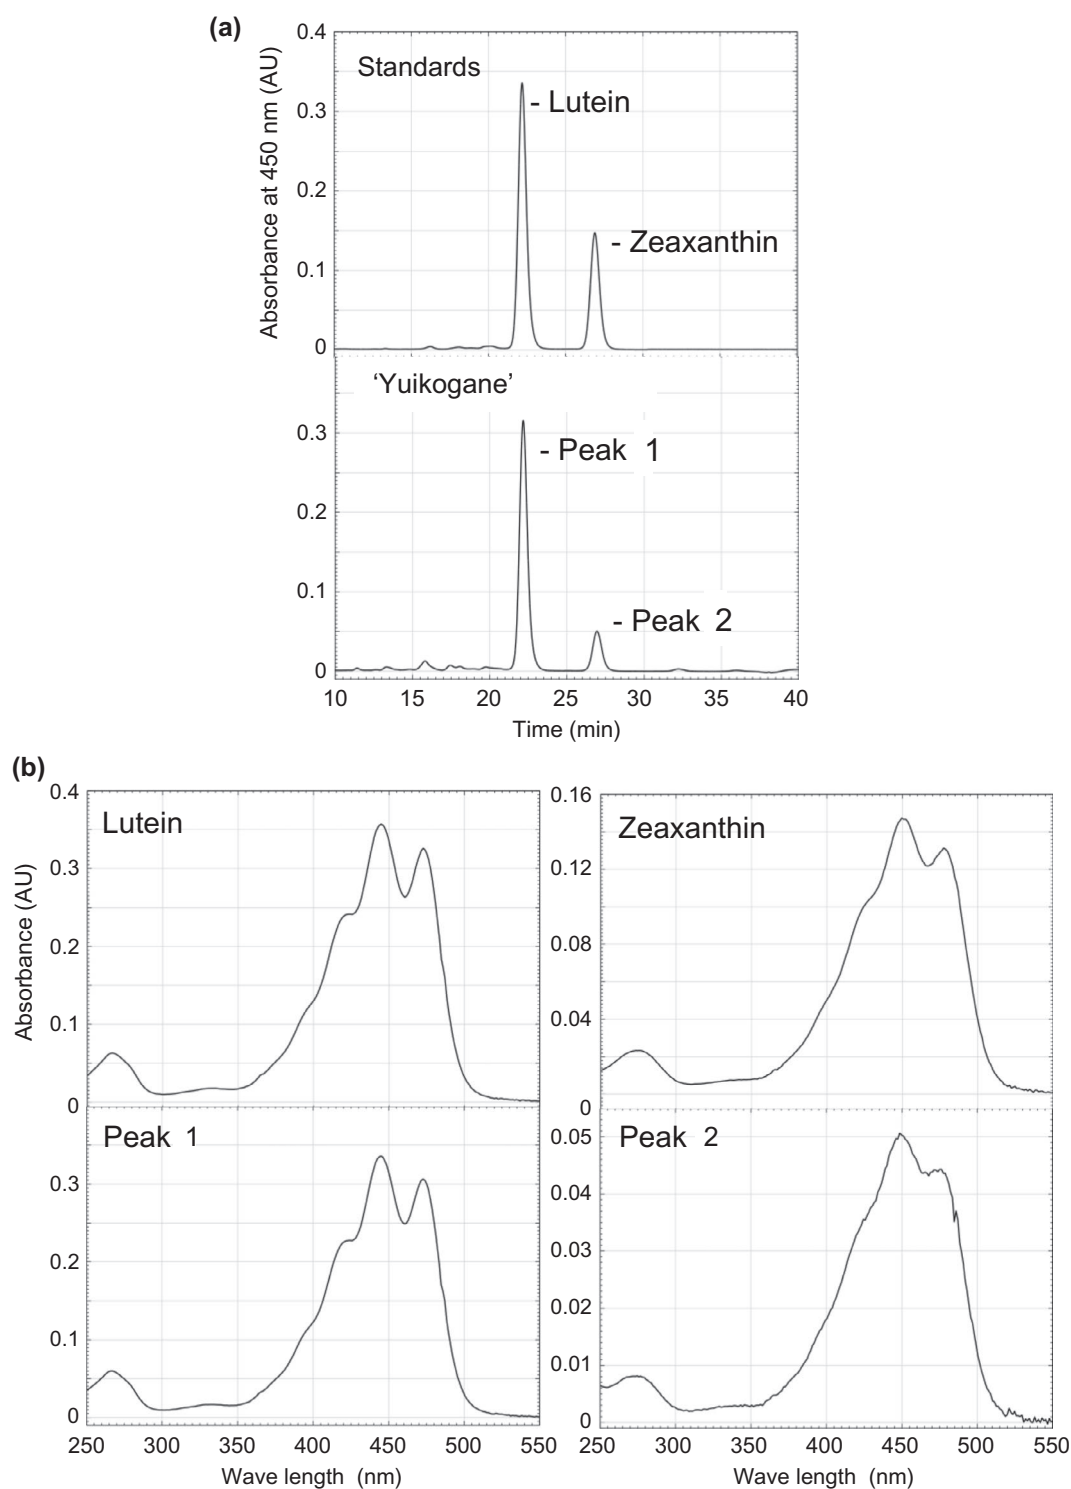 (a)
0.4
Standards
- Lutein
0.3
0.2
- Zeaxanthin
0.1
0
Absorbance at 450 nm (AU)
‘Yuikogane’
0.3
- Peak 1
0.2
0.1
- Peak 2
0
10 15 20 25 30 35 40
Time (min)
(b)
0.4
Lutein
0.3
0.2
0.1
0
Absorbance (AU)
0.16
Zeaxanthin
0.12
0.08
0.04
0
Peak 1
0.3
0.2
0.1
0
250 300 350 400 450 500 550
Wave length (nm)
Peak 2
0.05
0.04
0.03
0.02
0.01
0
250 300 350 400 450 500 550
Wave length (nm)